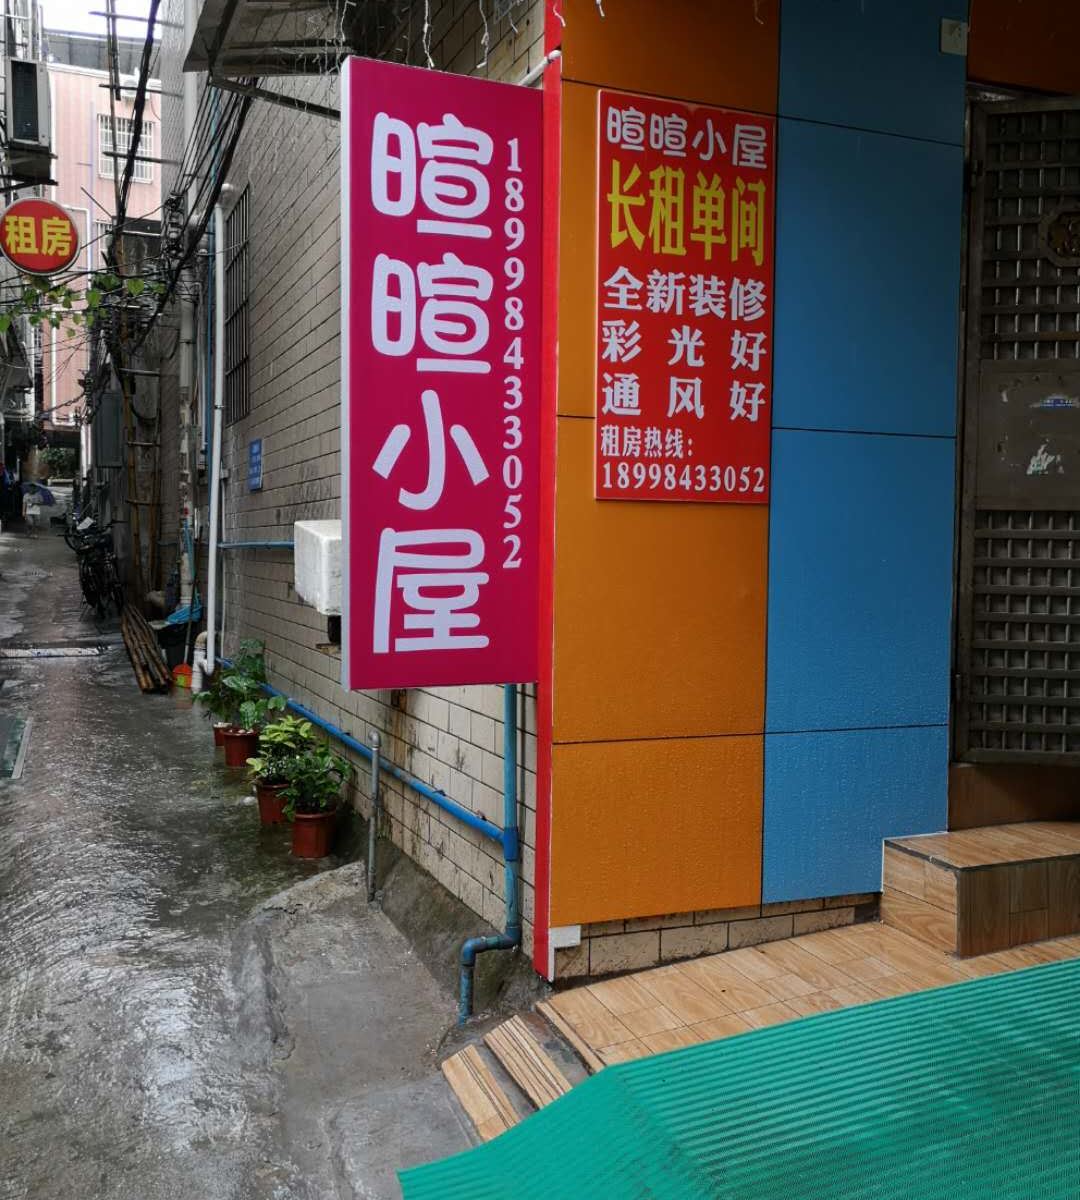 租房
暄暄小屋
18998433052
暄暄小屋
长租单间
全新装修
彩光好
通风好
租房热线:
18998433052